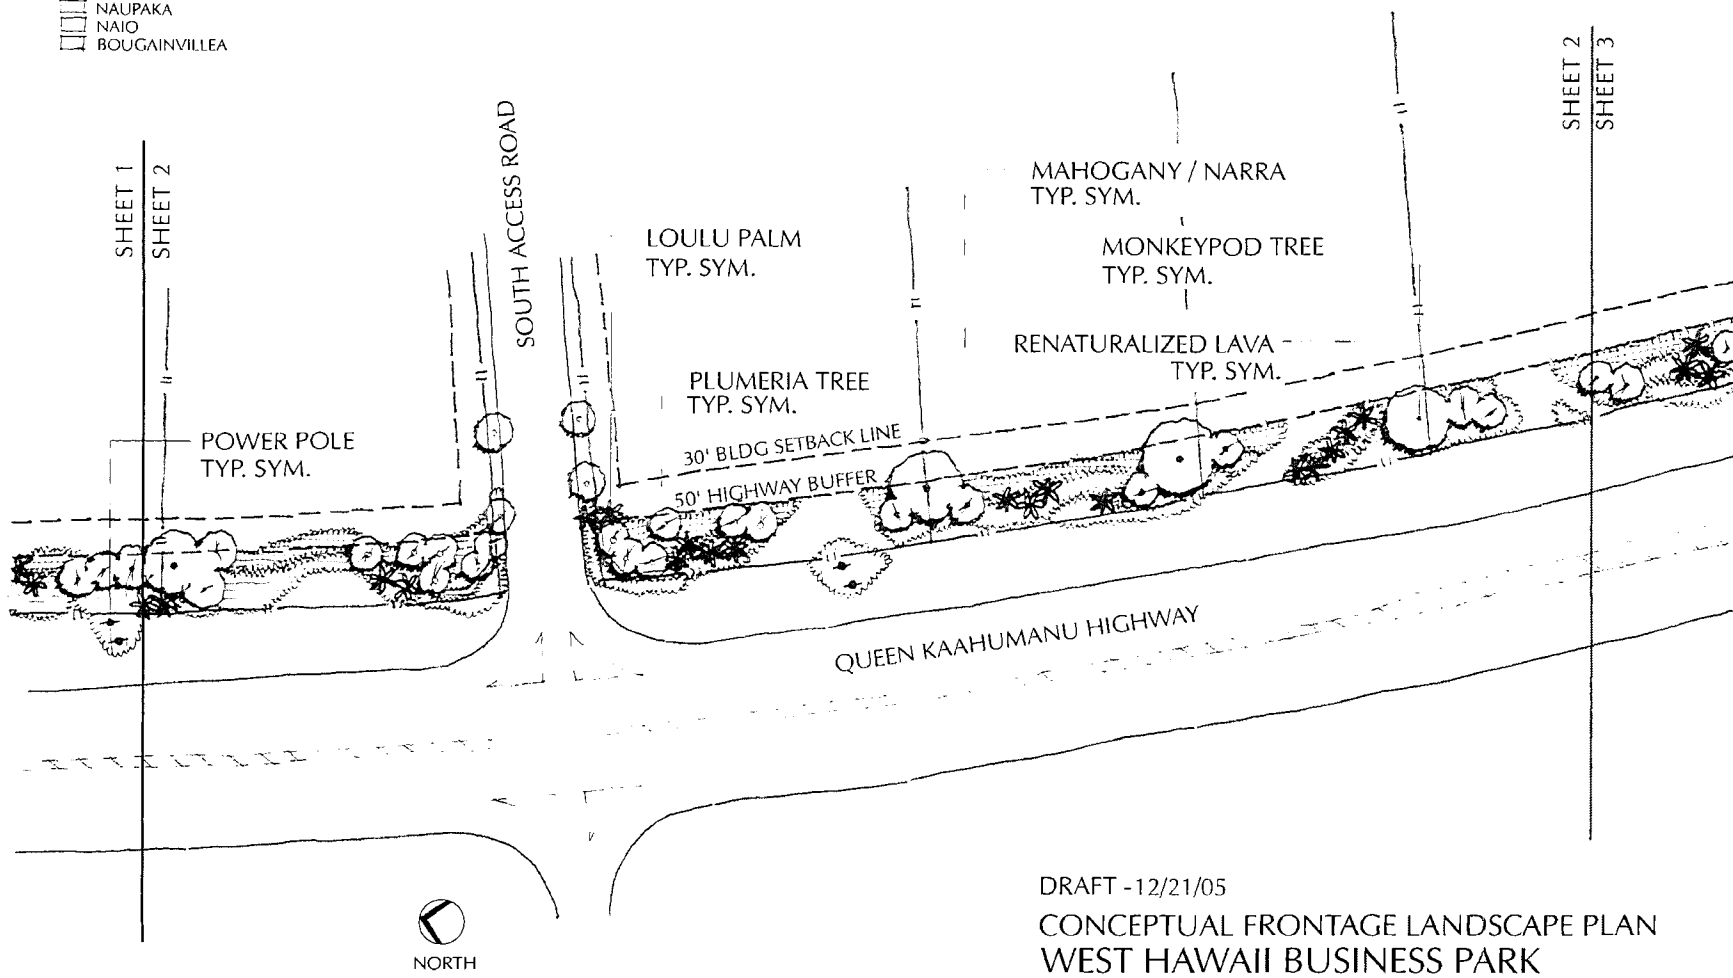 NAUPAKA
NAIO
BOUGAINVILLEA
SHEET 1
SHEET 2
SOUTH ACCESS ROAD
SHEET 2
SHEET 3
MAHOGANY / NARRA
TYP. SYM.
LOULU PALM
TYP. SYM.
MONKEYPOD TREE
TYP. SYM.
RENATURALIZED LAVA
TYP. SYM.
PLUMERIA TREE
TYP. SYM.
POWER POLE
TYP. SYM.
30' BLDG SETBACK LINE
50' HIGHWAY BUFFER
QUEEN KAAHUMANU HIGHWAY
NORTH
DRAFT -12/21/05
CONCEPTUAL FRONTAGE LANDSCAPE PLAN
WEST HAWAII BUSINESS PARK